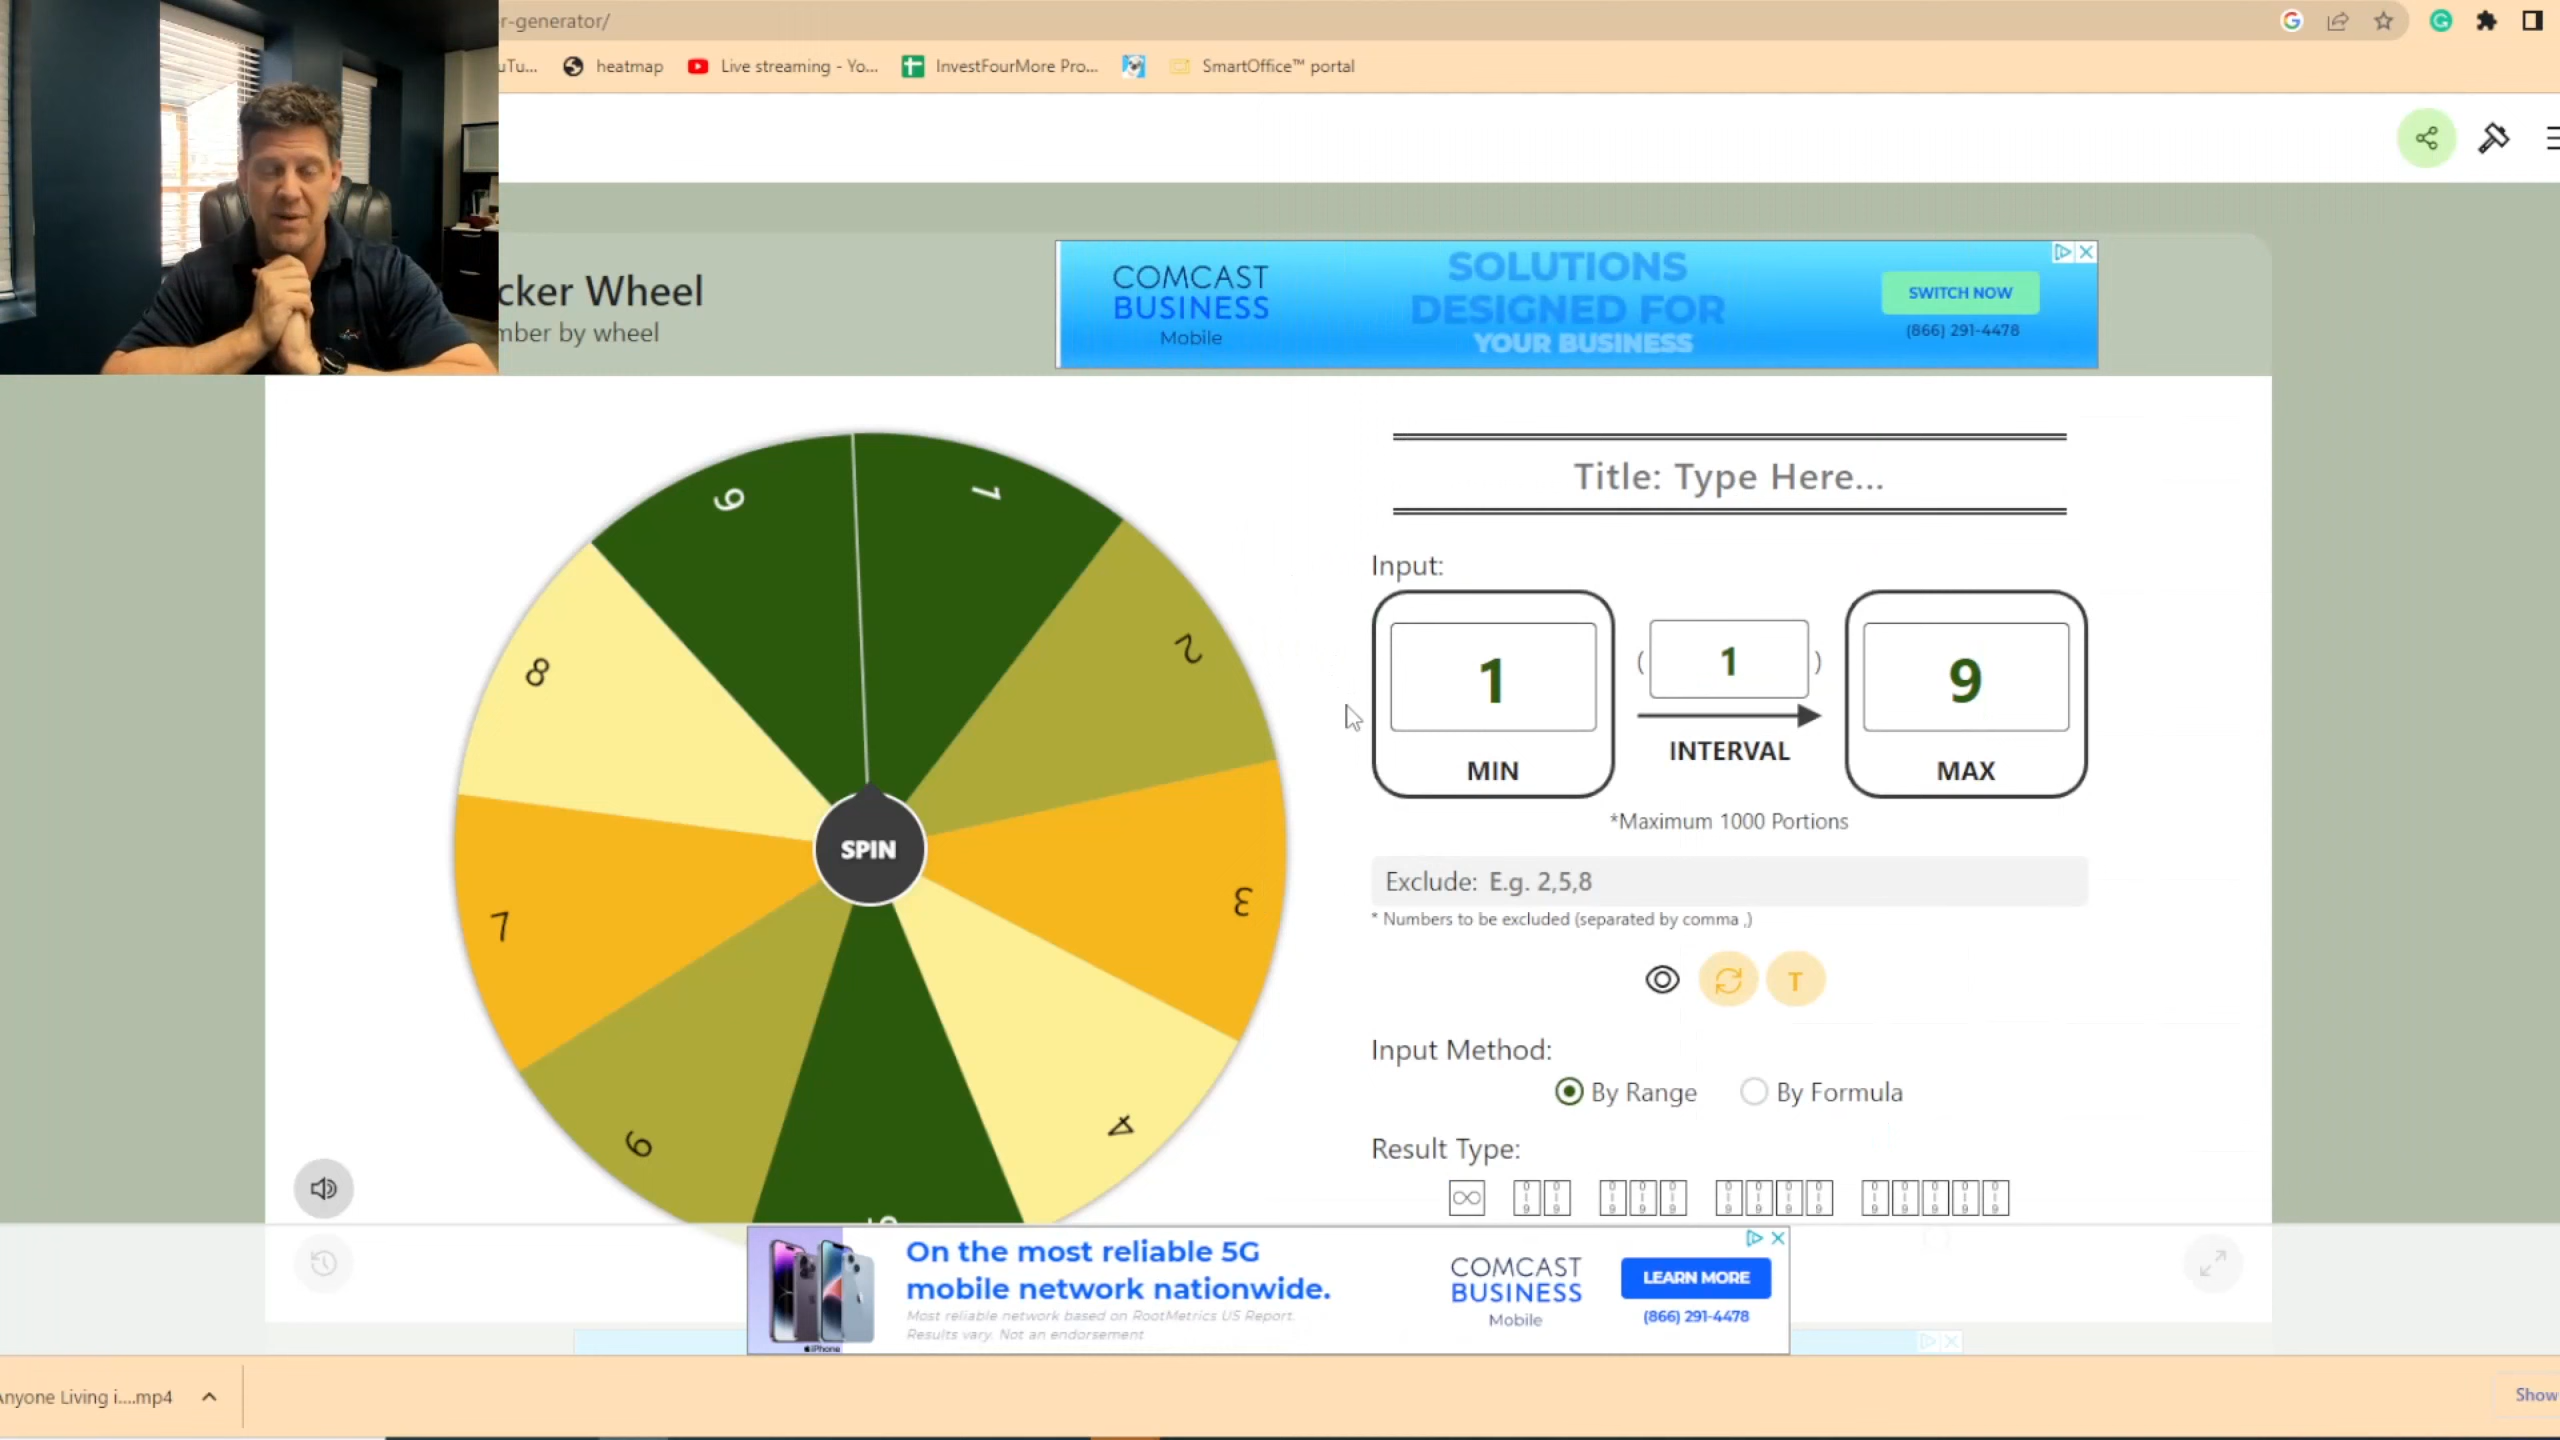 r-generator/
uTu...
heatmap
Live streaming - Yo...
InvestFourMore Pro...
SmartOffice™ portal
cker Wheel
mber by wheel
COMCAST
BUSINESS
Mobile
SOLUTIONS
DESIGNED FOR
YOUR BUSINESS
SWITCH NOW
(866) 291-4478
9
1
2
3
4
5
6
7
8
SPIN
Title: Type Here...
Input:
1
MIN
( 1 )
INTERVAL
9
MAX
*Maximum 1000 Portions
Exclude: E.g. 2,5,8
* Numbers to be excluded (separated by comma ,)
T
Input Method:
By Range
By Formula
Result Type:
On the most reliable 5G
mobile network nationwide.
Most reliable network based on RootMetrics US Report.
Results vary. Not an endorsement
iPhone
COMCAST
BUSINESS
Mobile
LEARN MORE
(866) 291-4478
Anyone Living i....mp4
Show